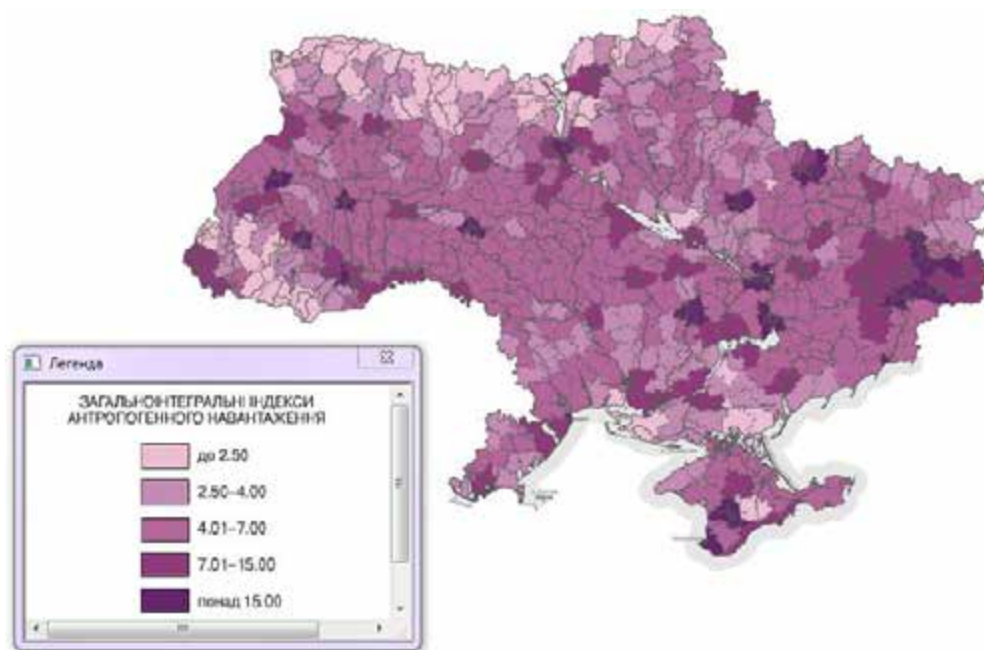 Легенда
ЗАГАЛЬНОІНТЕГРАЛЬНІ ІНДЕКСИ
АНТРОПОГЕННОГО НАВАНТАЖЕННЯ
до 2.50
2.50–4.00
4.01–7.00
7.01–15.00
понад 15.00